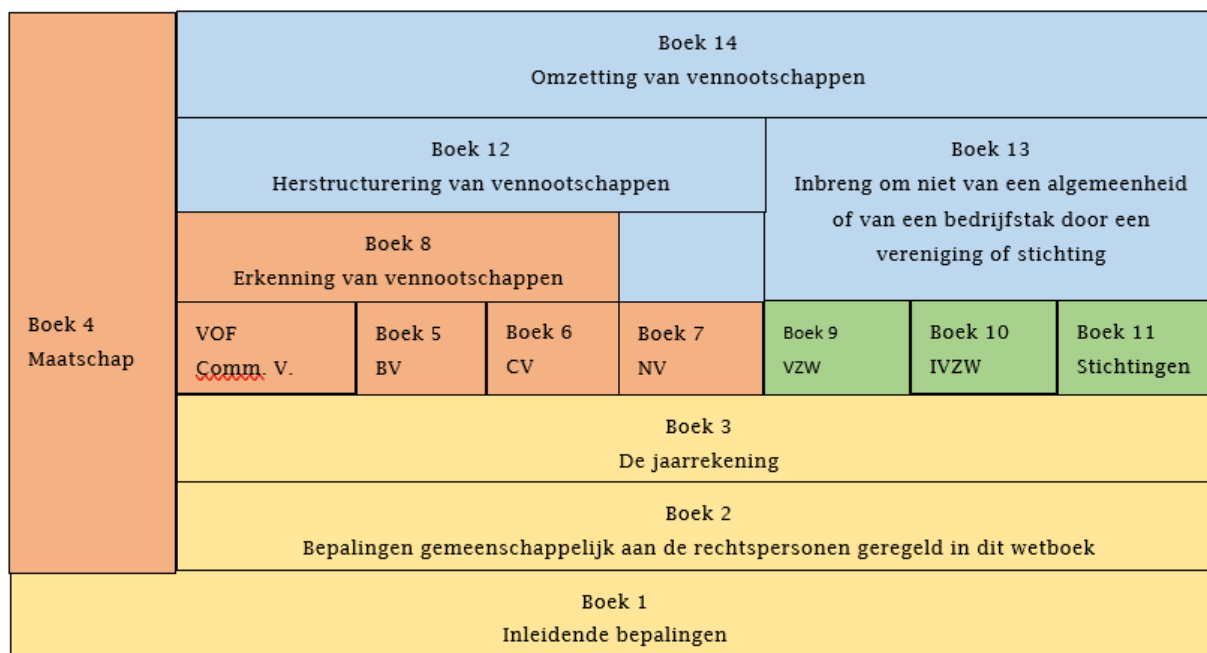 Boek 14
Omzetting van vennootschappen
Boek 12
Herstructurering van vennootschappen
Boek 13
Inbreng om niet van een algemeenheid
of van een bedrijfstak door een
vereniging of stichting
Boek 8
Erkenning van vennootschappen
Boek 4
Maatschap
VOF
Comm. V.
Boek 5
BV
Boek 6
CV
Boek 7
NV
Boek 9
VZW
Boek 10
IVZW
Boek 11
Stichtingen
Boek 3
De jaarrekening
Boek 2
Bepalingen gemeenschappelijk aan de rechtspersonen geregeld in dit wetboek
Boek 1
Inleidende bepalingen